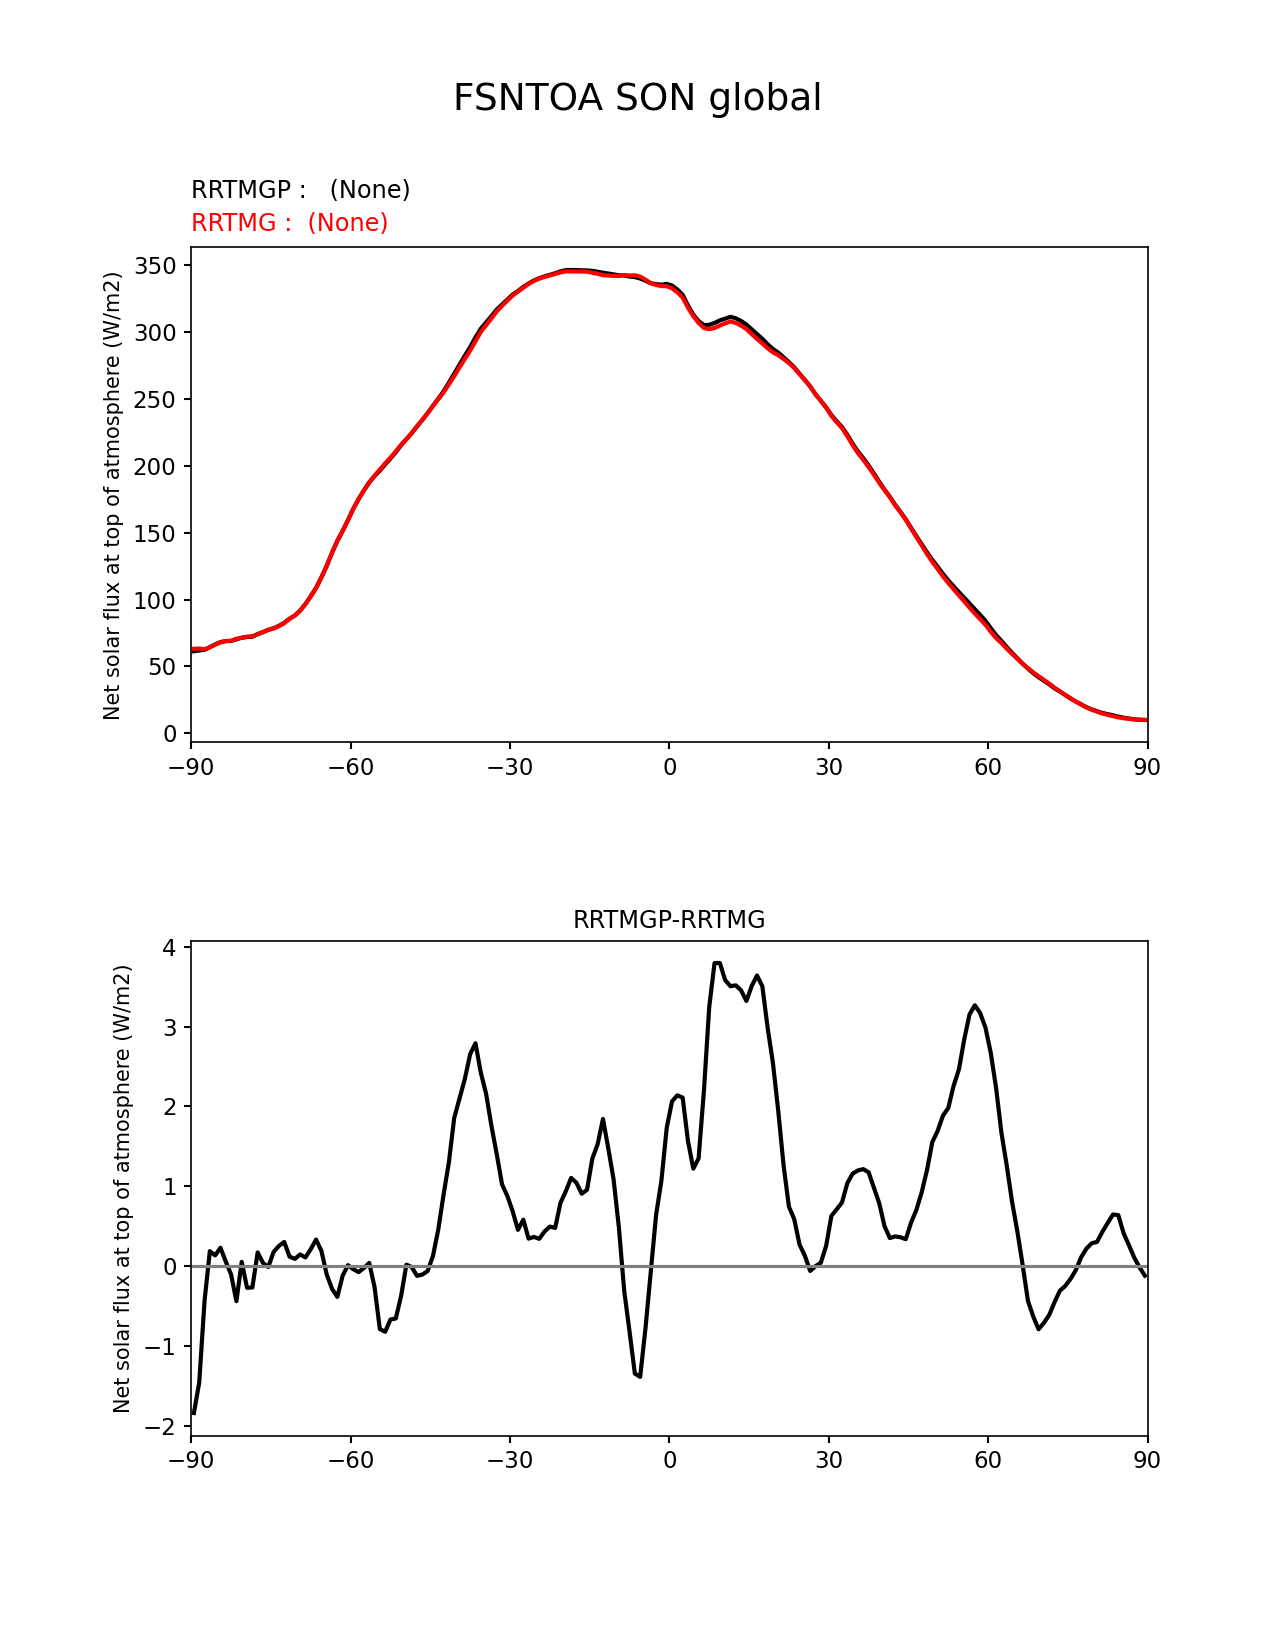 FSNTOA SON global
RRTMGP :   (None)
RRTMG :  (None)
Net solar flux at top of atmosphere (W/m2)
350
300
250
200
150
100
50
0
−90 −60 −30 0 30 60 90
RRTMGP-RRTMG
Net solar flux at top of atmosphere (W/m2)
4
3
2
1
0
−1
−2
−90 −60 −30 0 30 60 90